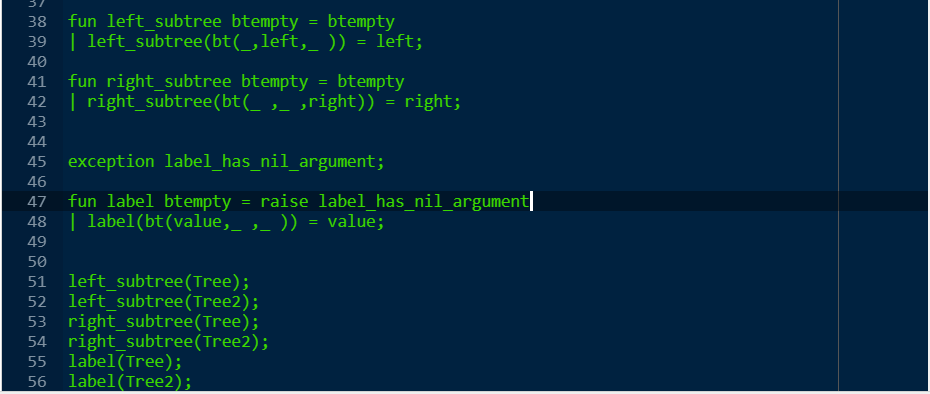 37
38 fun left_subtree btempty = btempty
39 | left_subtree(bt(_,left,_ )) = left;
40
41 fun right_subtree btempty = btempty
42 | right_subtree(bt(_ ,_ ,right)) = right;
43
44
45 exception label_has_nil_argument;
46
47 fun label btempty = raise label_has_nil_argument
48 | label(bt(value,_ ,_ )) = value;
49
50
51 left_subtree(Tree);
52 left_subtree(Tree2);
53 right_subtree(Tree);
54 right_subtree(Tree2);
55 label(Tree);
56 label(Tree2);